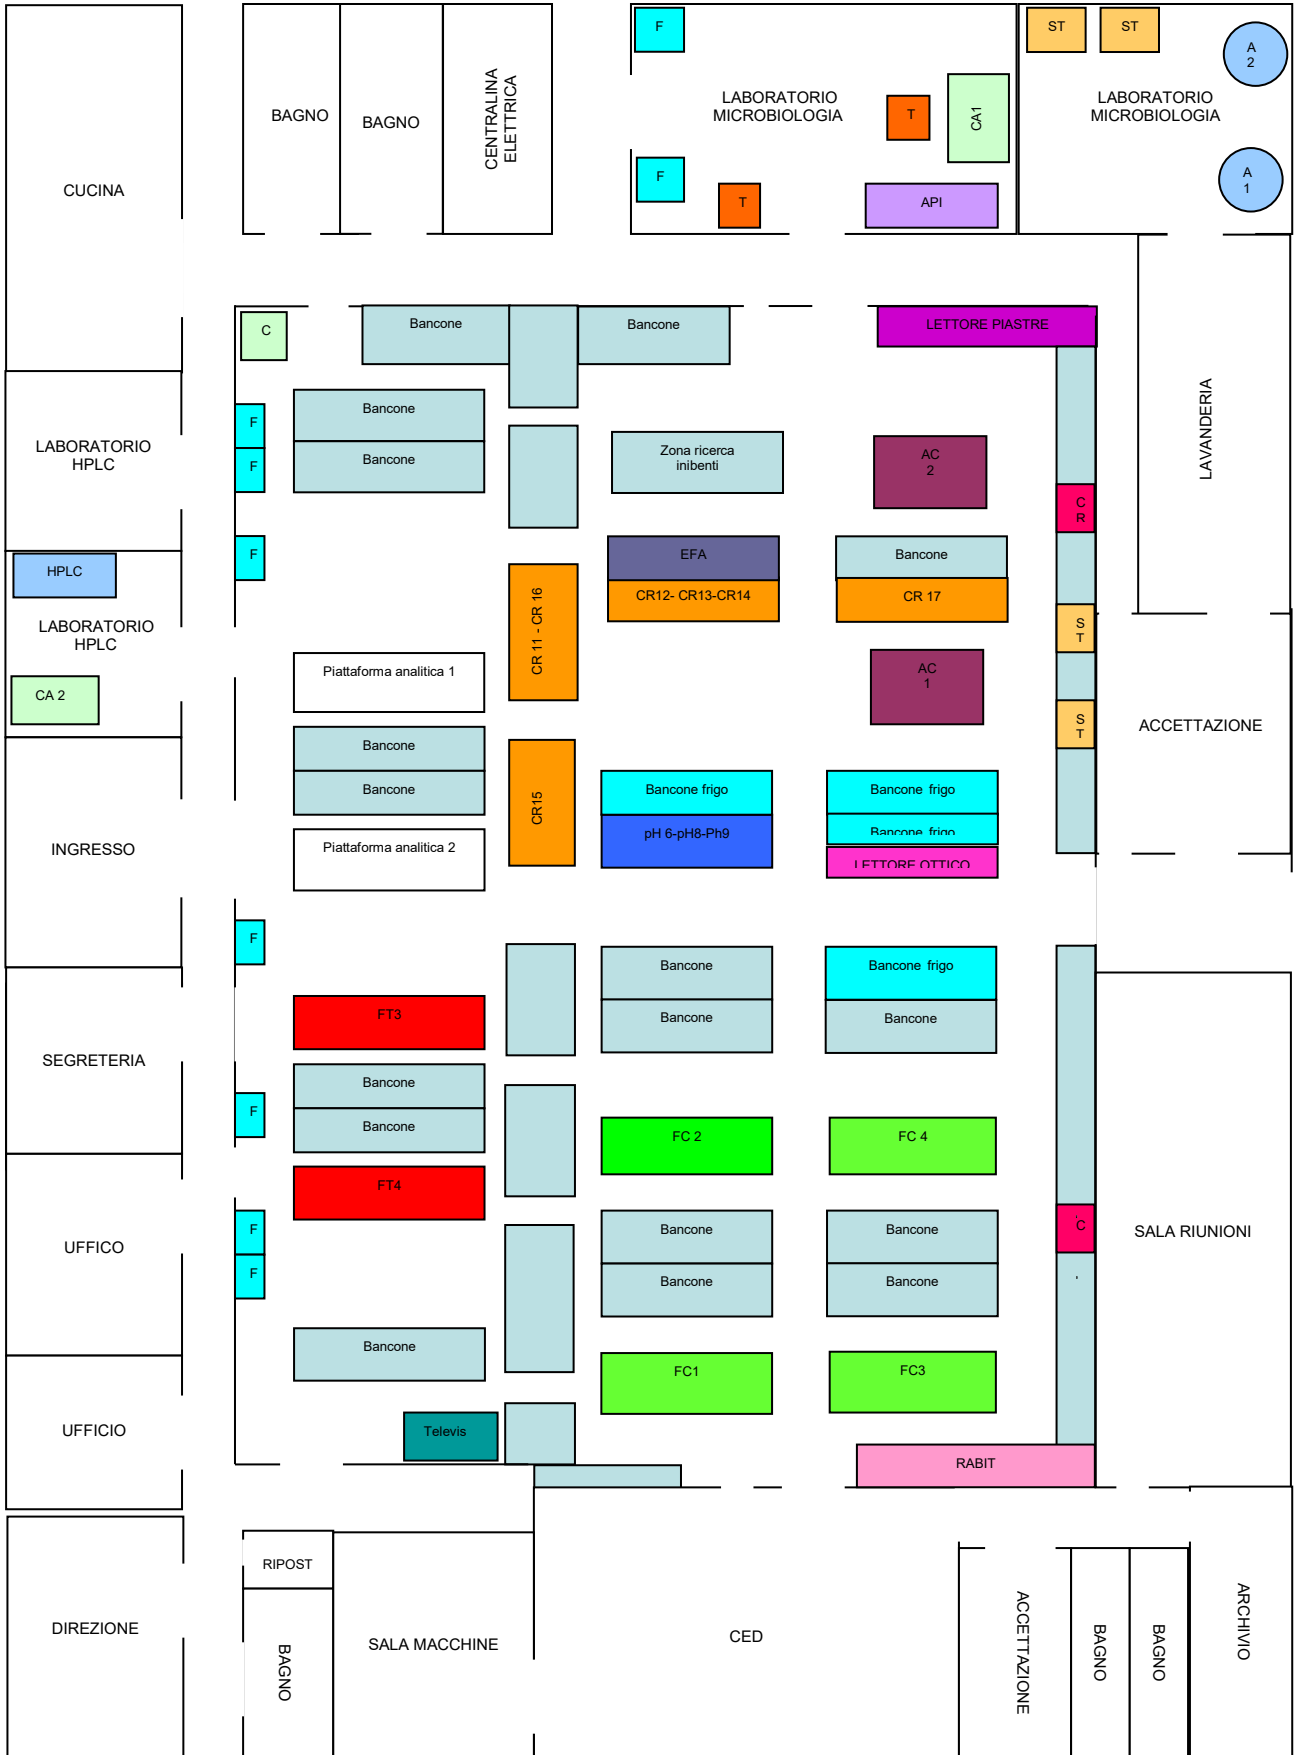 F
ST
ST
A
2
CENTRALINA
ELETTRICA
LABORATORIO
MICROBIOLOGIA
LABORATORIO
MICROBIOLOGIA
T
CA1
BAGNO
BAGNO
CUCINA
F
A
1
T
API
C
Bancone
Bancone
LETTORE PIASTRE
LAVANDERIA
Bancone
F
LABORATORIO
HPLC
Bancone
F
Zona ricerca
inibenti
AC
2
C
R
F
EFA
Bancone
HPLC
CR 11 - CR 16
CR12- CR13-CR14
CR 17
LABORATORIO
HPLC
S
T
Piattaforma analitica 1
AC
1
CA 2
S
T
ACCETTAZIONE
Bancone
Bancone
CR15
Bancone frigo
Bancone frigo
pH 6-pH8-Ph9
Bancone frigo
INGRESSO
Piattaforma analitica 2
LETTORE OTTICO
F
Bancone
Bancone frigo
FT3
Bancone
Bancone
SEGRETERIA
Bancone
F
Bancone
FC 2
FC 4
FT4
UFFICO
F
Bancone
Bancone
C
SALA RIUNIONI
F
Bancone
Bancone
Bancone
FC1
FC3
UFFICIO
Televis
RABIT
RIPOST
DIREZIONE
BAGNO
SALA MACCHINE
CED
ACCETTAZIONE
BAGNO
BAGNO
ARCHIVIO